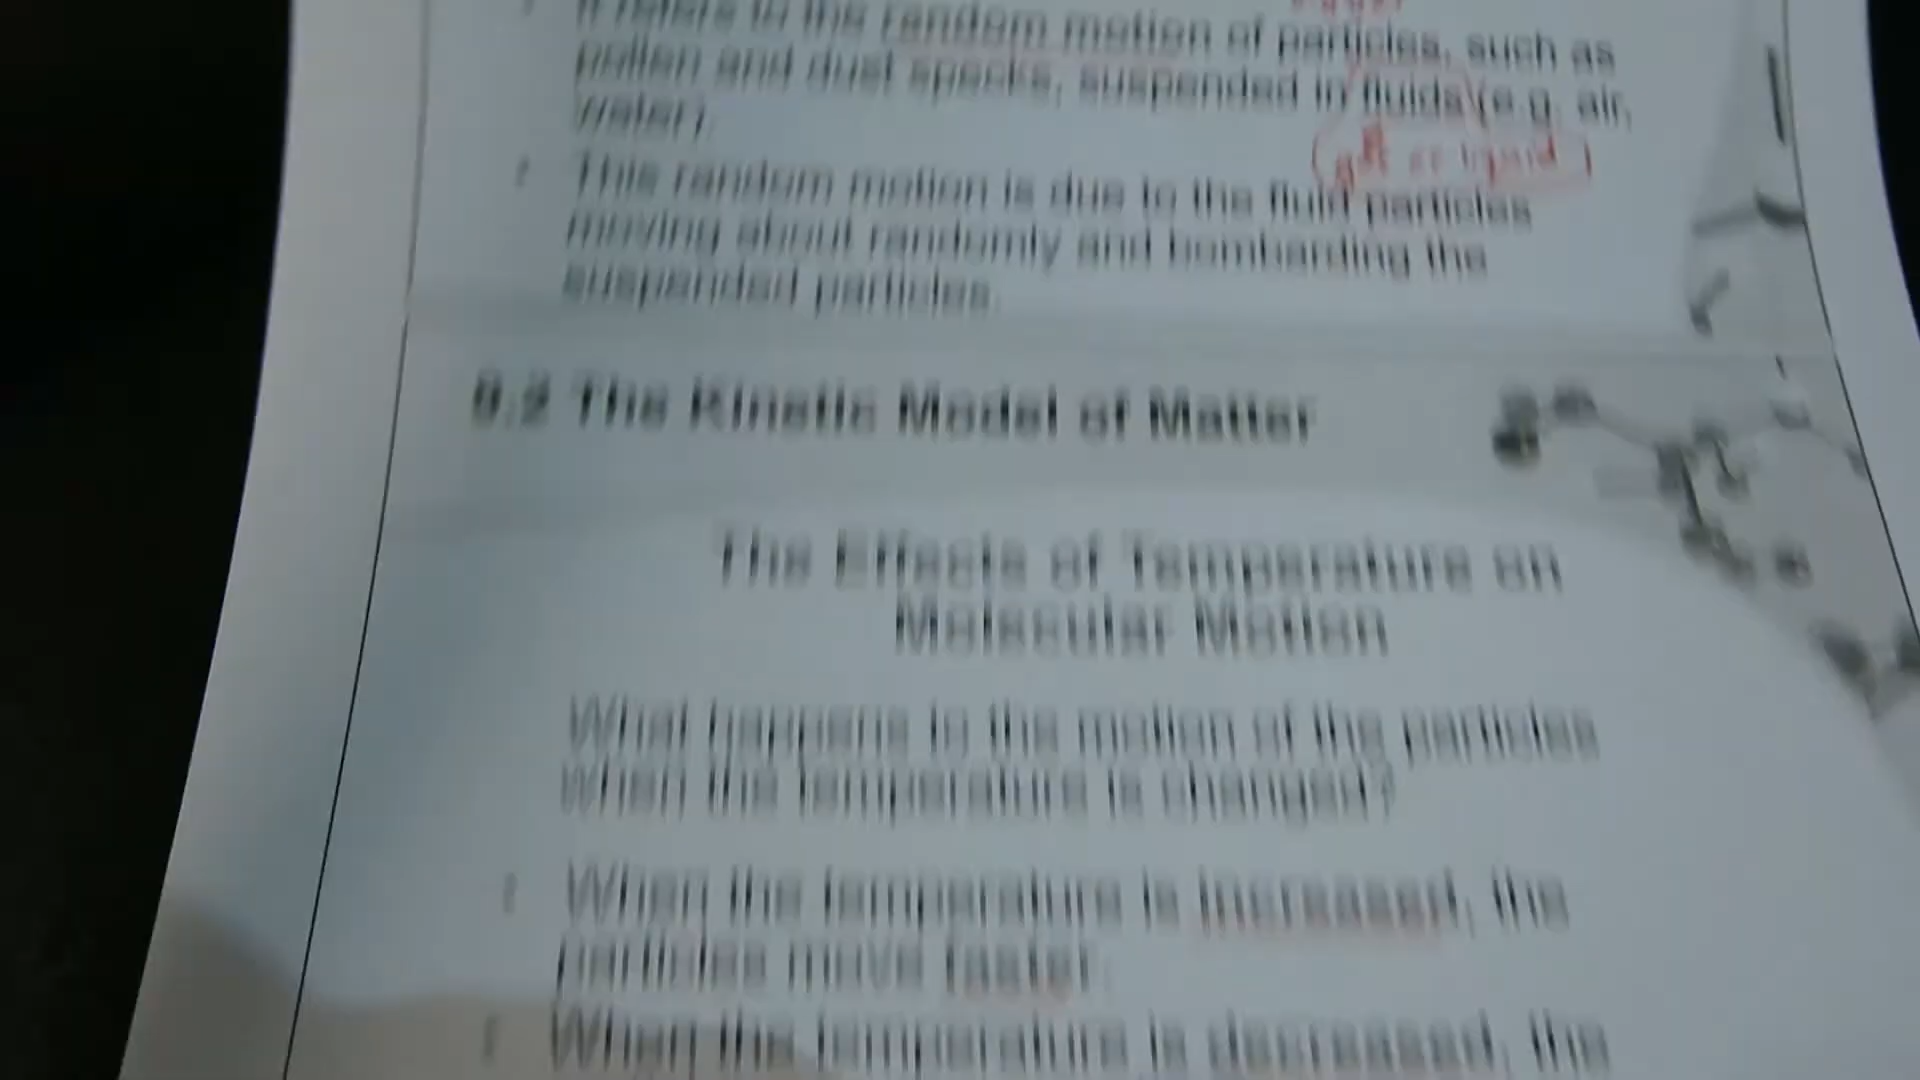 It refers to the random motion of particles, such as
pollen and dust specks, suspended in fluids (e.g. air,
water).
gas or liquid
This random motion is due to the fluid particles
moving about randomly and bombarding the
suspended particles.
The Kinetic Model of Matter
The Effects of Temperature on
Molecular Motion
What happens to the motion of the particles
when the temperature is changed?
When the temperature is increased, the
particles move faster.
When the temperature is decreased, the